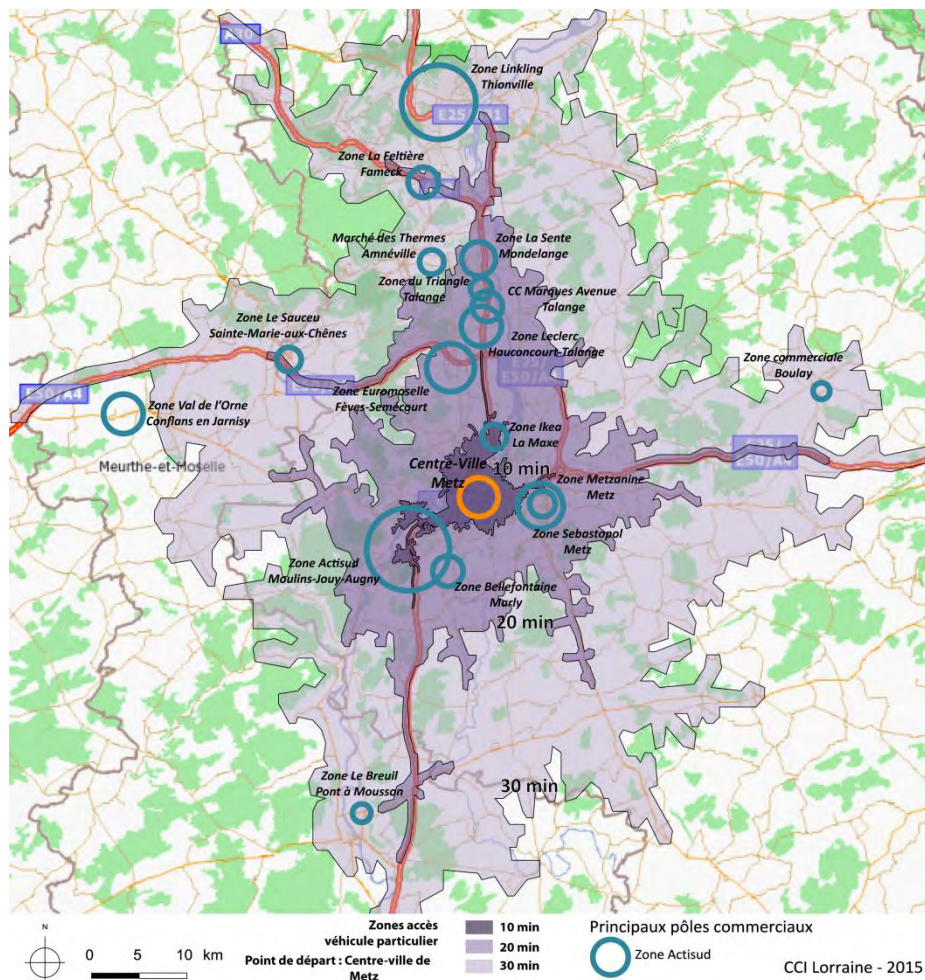 A30
Zone Linkling
Thionville
Zone La Feltière
Fameck
Marché des Thermes
Amnéville
Zone La Sente
Mondelange
Zone du Triangle
Talange
CC Marques Avenue
Talange
Zone Le Sauceu
Sainte-Marie-aux-Chênes
Zone Leclerc
Hauconcourt-Talange
Zone commerciale
Boulay
E50/A4
Zone Euromoselle
Fèves-Semécourt
Zone Val de l'Orne
Conflans en Jarnisy
Zone Ikea
La Maxe
Meurthe-et-Moselle
Centre-Ville
Metz
10 min
Zone Metzanine
Metz
Zone Sebastopol
Metz
Zone Actisud
Moulins-Jouy-Augny
Zone Bellefontaine
Marly
20 min
Zone Le Breuil
Pont à Mousson
30 min
N
0 5 10 km
Zones accès
véhicule particulier
Point de départ : Centre-ville de
Metz
10 min
20 min
30 min
Principaux pôles commerciaux
Zone Actisud
CCI Lorraine - 2015